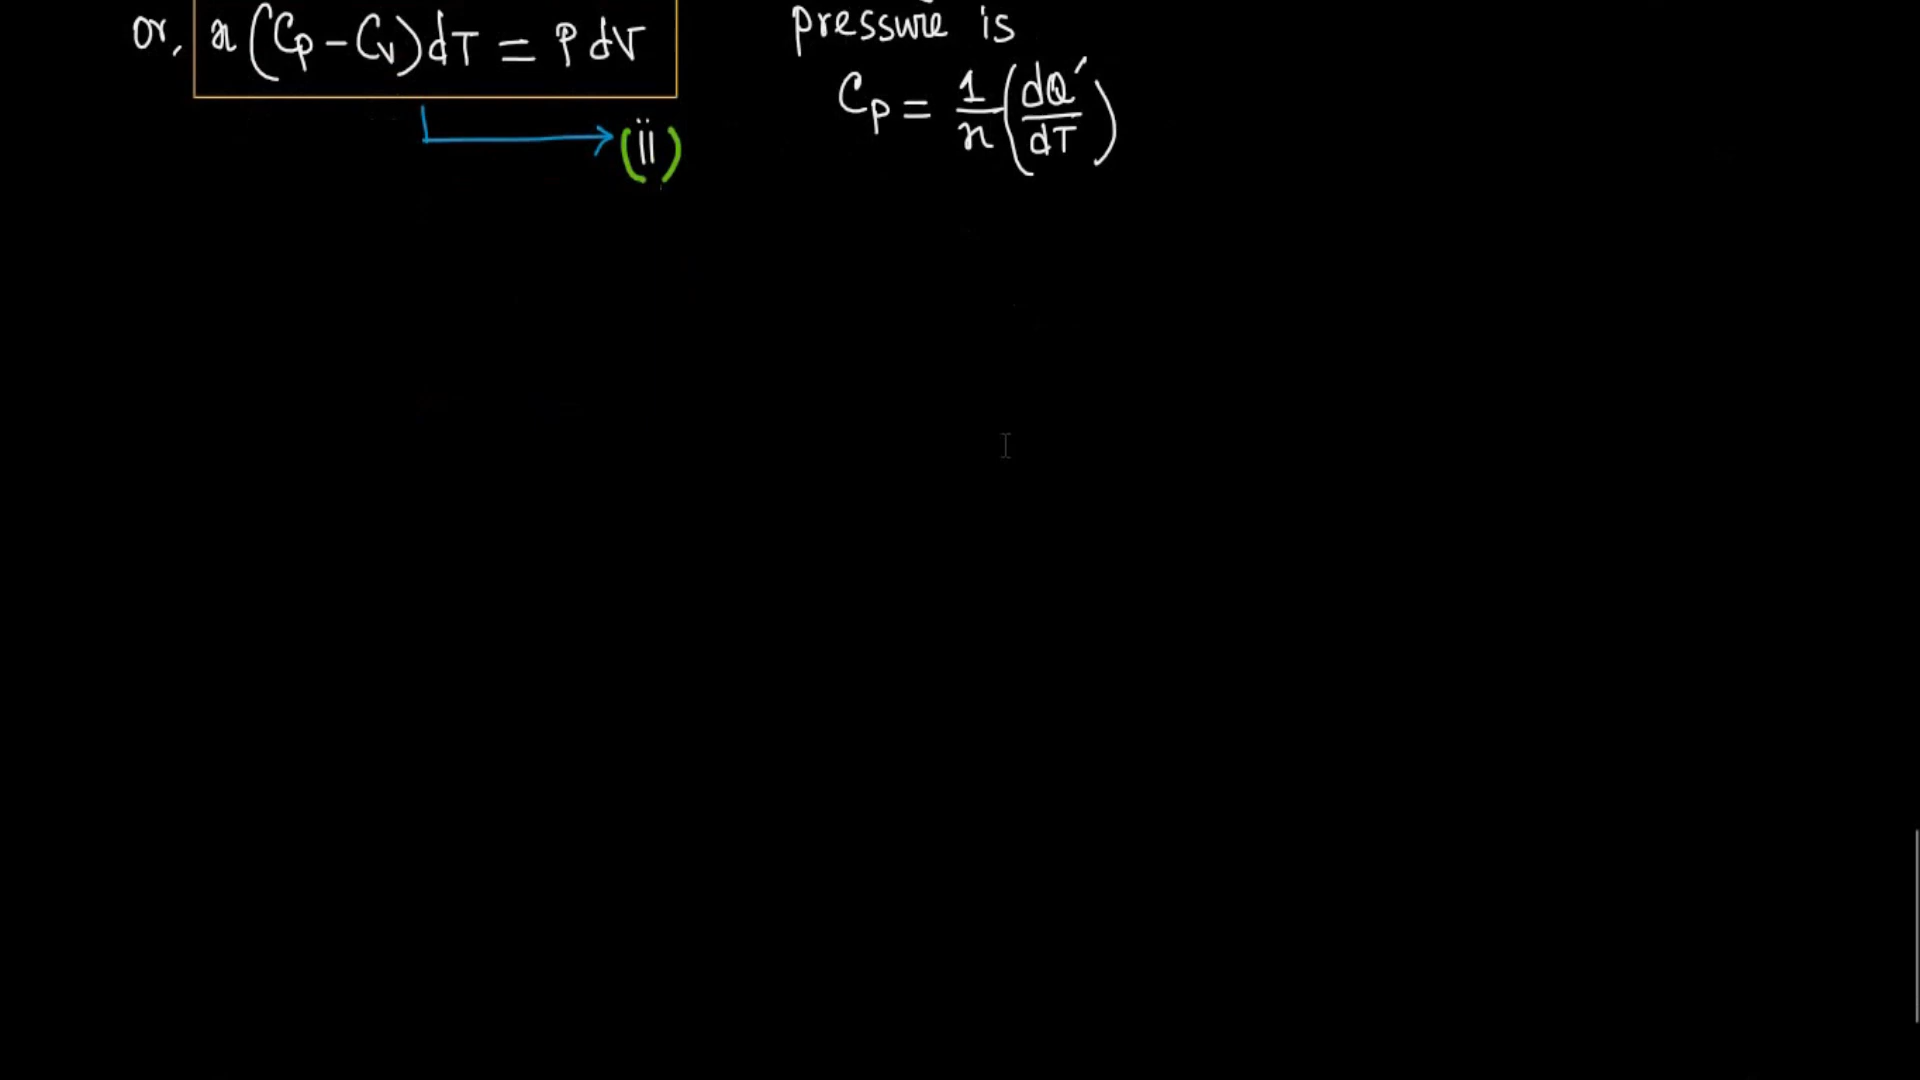 or, n(Cp - Cv)dT = P dV
(ii)
pressure is
Cp = 1/n (dQ'/dT)